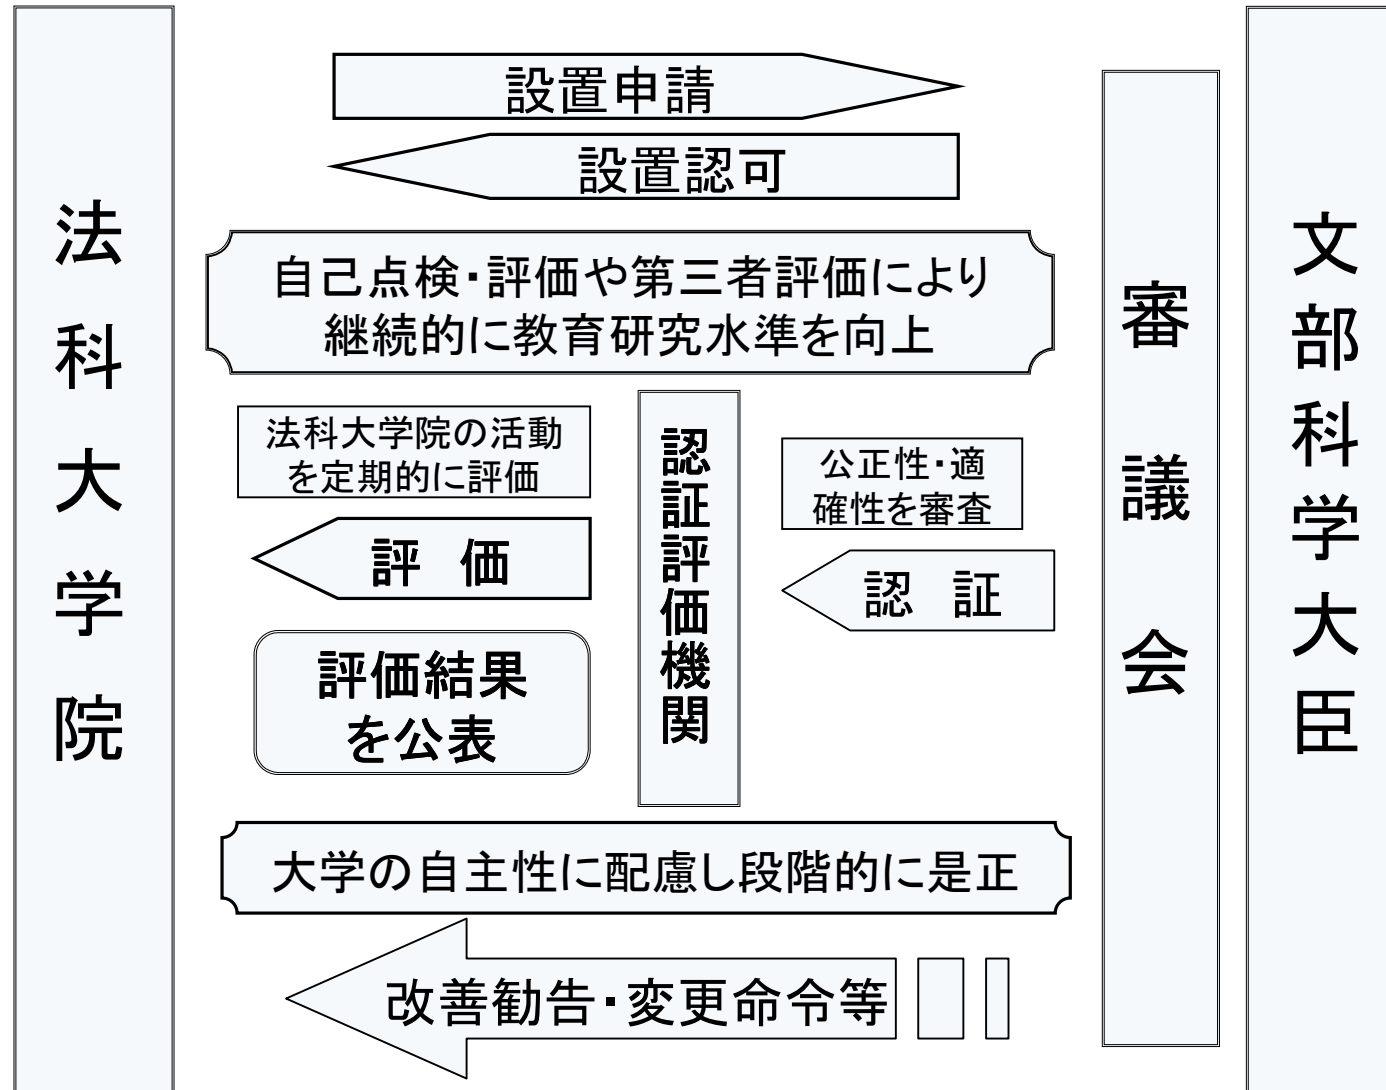 法科大学院
設置申請
設置認可
自己点検・評価や第三者評価により
継続的に教育研究水準を向上
法科大学院の活動
を定期的に評価
評 価
評価結果
を公表
認証評価機関
公正性・適
確性を審査
認 証
大学の自主性に配慮し段階的に是正
改善勧告・変更命令等
審議会
文部科学大臣